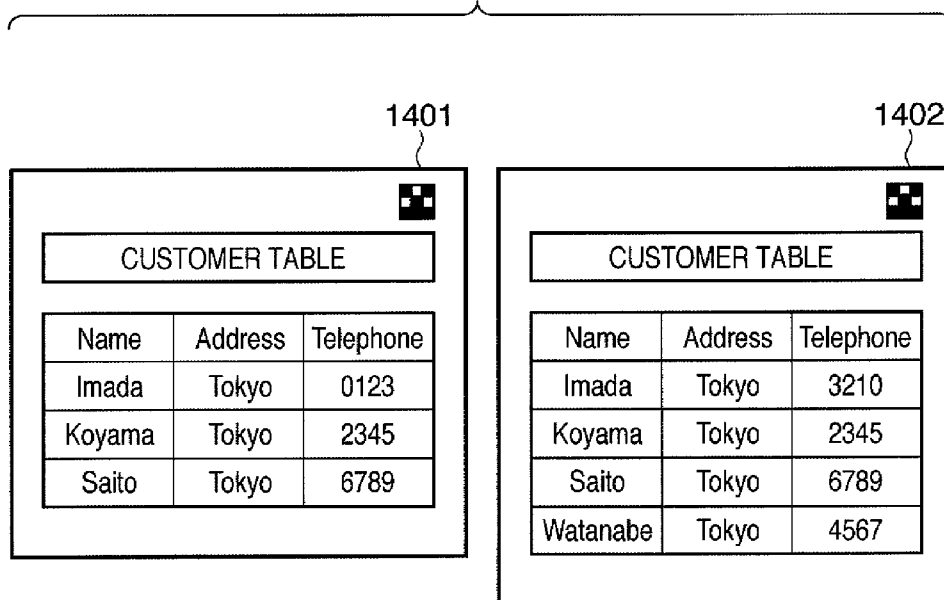 1401
CUSTOMER TABLE
Name Address Telephone
Imada Tokyo 0123
Koyama Tokyo 2345
Saito Tokyo 6789
1402
CUSTOMER TABLE
Name Address Telephone
Imada Tokyo 3210
Koyama Tokyo 2345
Saito Tokyo 6789
Watanabe Tokyo 4567